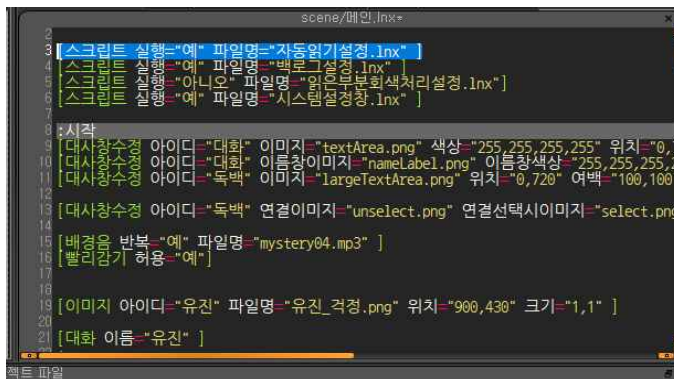 scene/메인.lnx*
2
3 [스크립트 실행="예" 파일명="자동읽기설정.lnx" ]
4 [스크립트 실행="예" 파일명="백로그설정.lnx" ]
5 [스크립트 실행="아니오" 파일명="읽은부분회색처리설정.lnx"]
6 [스크립트 실행="예" 파일명="시스템설정창.lnx" ]
7
8 :시작
9 [대사창수정 아이디="대화" 이미지="textArea.png" 색상="255,255,255,255" 위치="0,
10 [대사창수정 아이디="대화" 이름창이미지="nameLabel.png" 이름창색상="255,255,255,2
11 [대사창수정 아이디="독백" 이미지="largeTextArea.png" 위치="0,720" 여백="100,100
12
13 [대사창수정 아이디="독백" 연결이미지="unselect.png" 연결선택시이미지="select.png
14
15 [배경음 반복="예" 파일명="mystery04.mp3" ]
16 [빨리감기 허용="예"]
17
18
19 [이미지 아이디="유진" 파일명="유진_걱정.png" 위치="900,430" 크기="1,1" ]
20
21 [대화 이름="유진" ]
젝트 파일